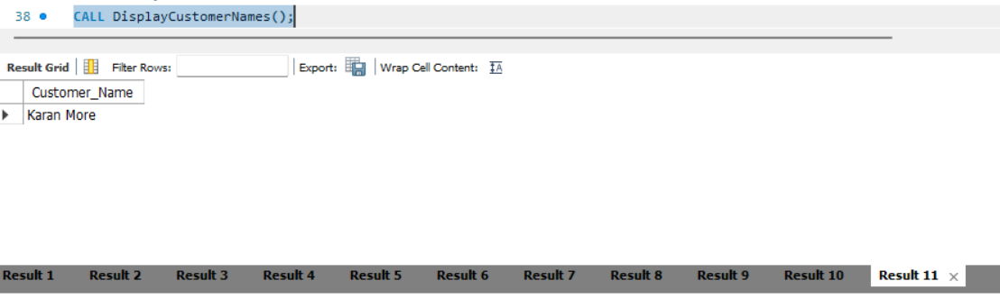 38 CALL DisplayCustomerNames();
Result Grid Filter Rows: Export: Wrap Cell Content: IA
Customer_Name
Karan More
Result 1 Result 2 Result 3 Result 4 Result 5 Result 6 Result 7 Result 8 Result 9 Result 10 Result 11 ×